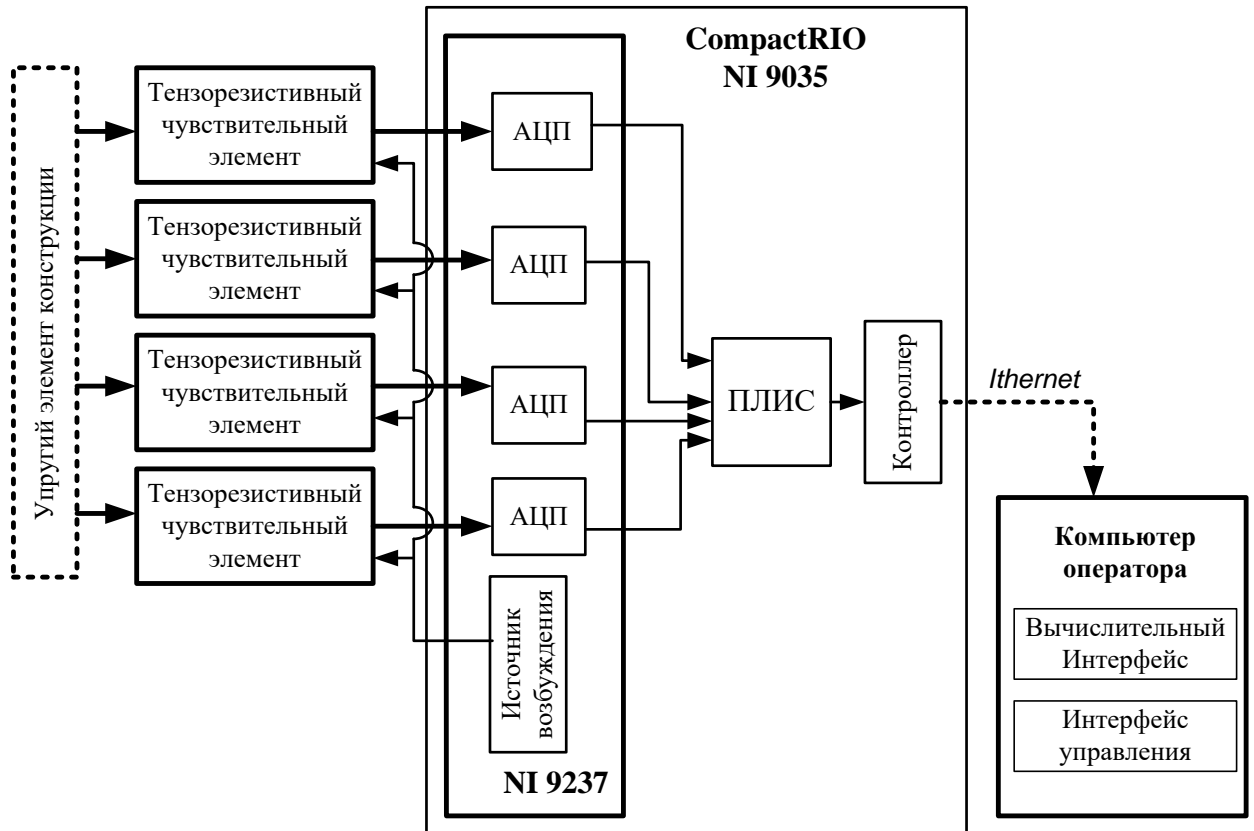 CompactRIO
NI 9035
Упругий элемент конструкции
Тензорезистивный
чувствительный
элемент
АЦП
Тензорезистивный
чувствительный
элемент
АЦП
Тензорезистивный
чувствительный
элемент
АЦП
Тензорезистивный
чувствительный
элемент
АЦП
Источник
возбуждения
NI 9237
ПЛИС
Контроллер
Ithernet
Компьютер
оператора
Вычислительный
Интерфейс
Интерфейс
управления